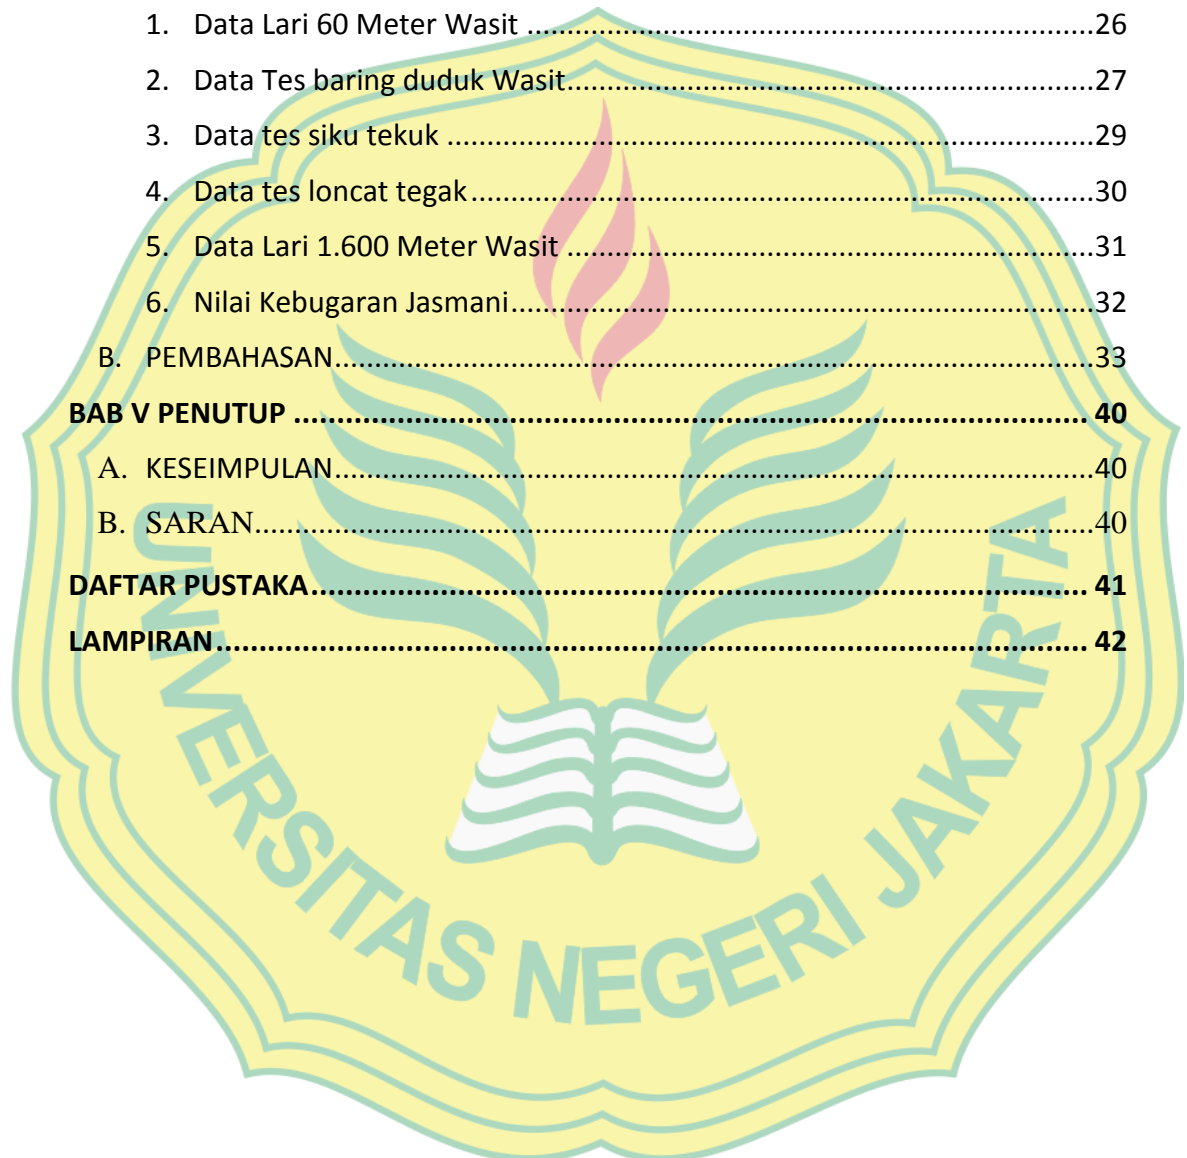 1. Data Lari 60 Meter Wasit ........................................................................26
2. Data Tes baring duduk Wasit...................................................................27
3. Data tes siku tekuk ..................................................................................29
4. Data tes loncat tegak...............................................................................30
5. Data Lari 1.600 Meter Wasit ...................................................................31
6. Nilai Kebugaran Jasmani..........................................................................32
B. PEMBAHASAN.................................................................................................33
BAB V PENUTUP .................................................................................................... 40
A. KESEIMPULAN.................................................................................................40
B. SARAN..........................................................................................................40
DAFTAR PUSTAKA.................................................................................................. 41
LAMPIRAN.............................................................................................................. 42
UNIVERSITAS NEGERI JAKARTA